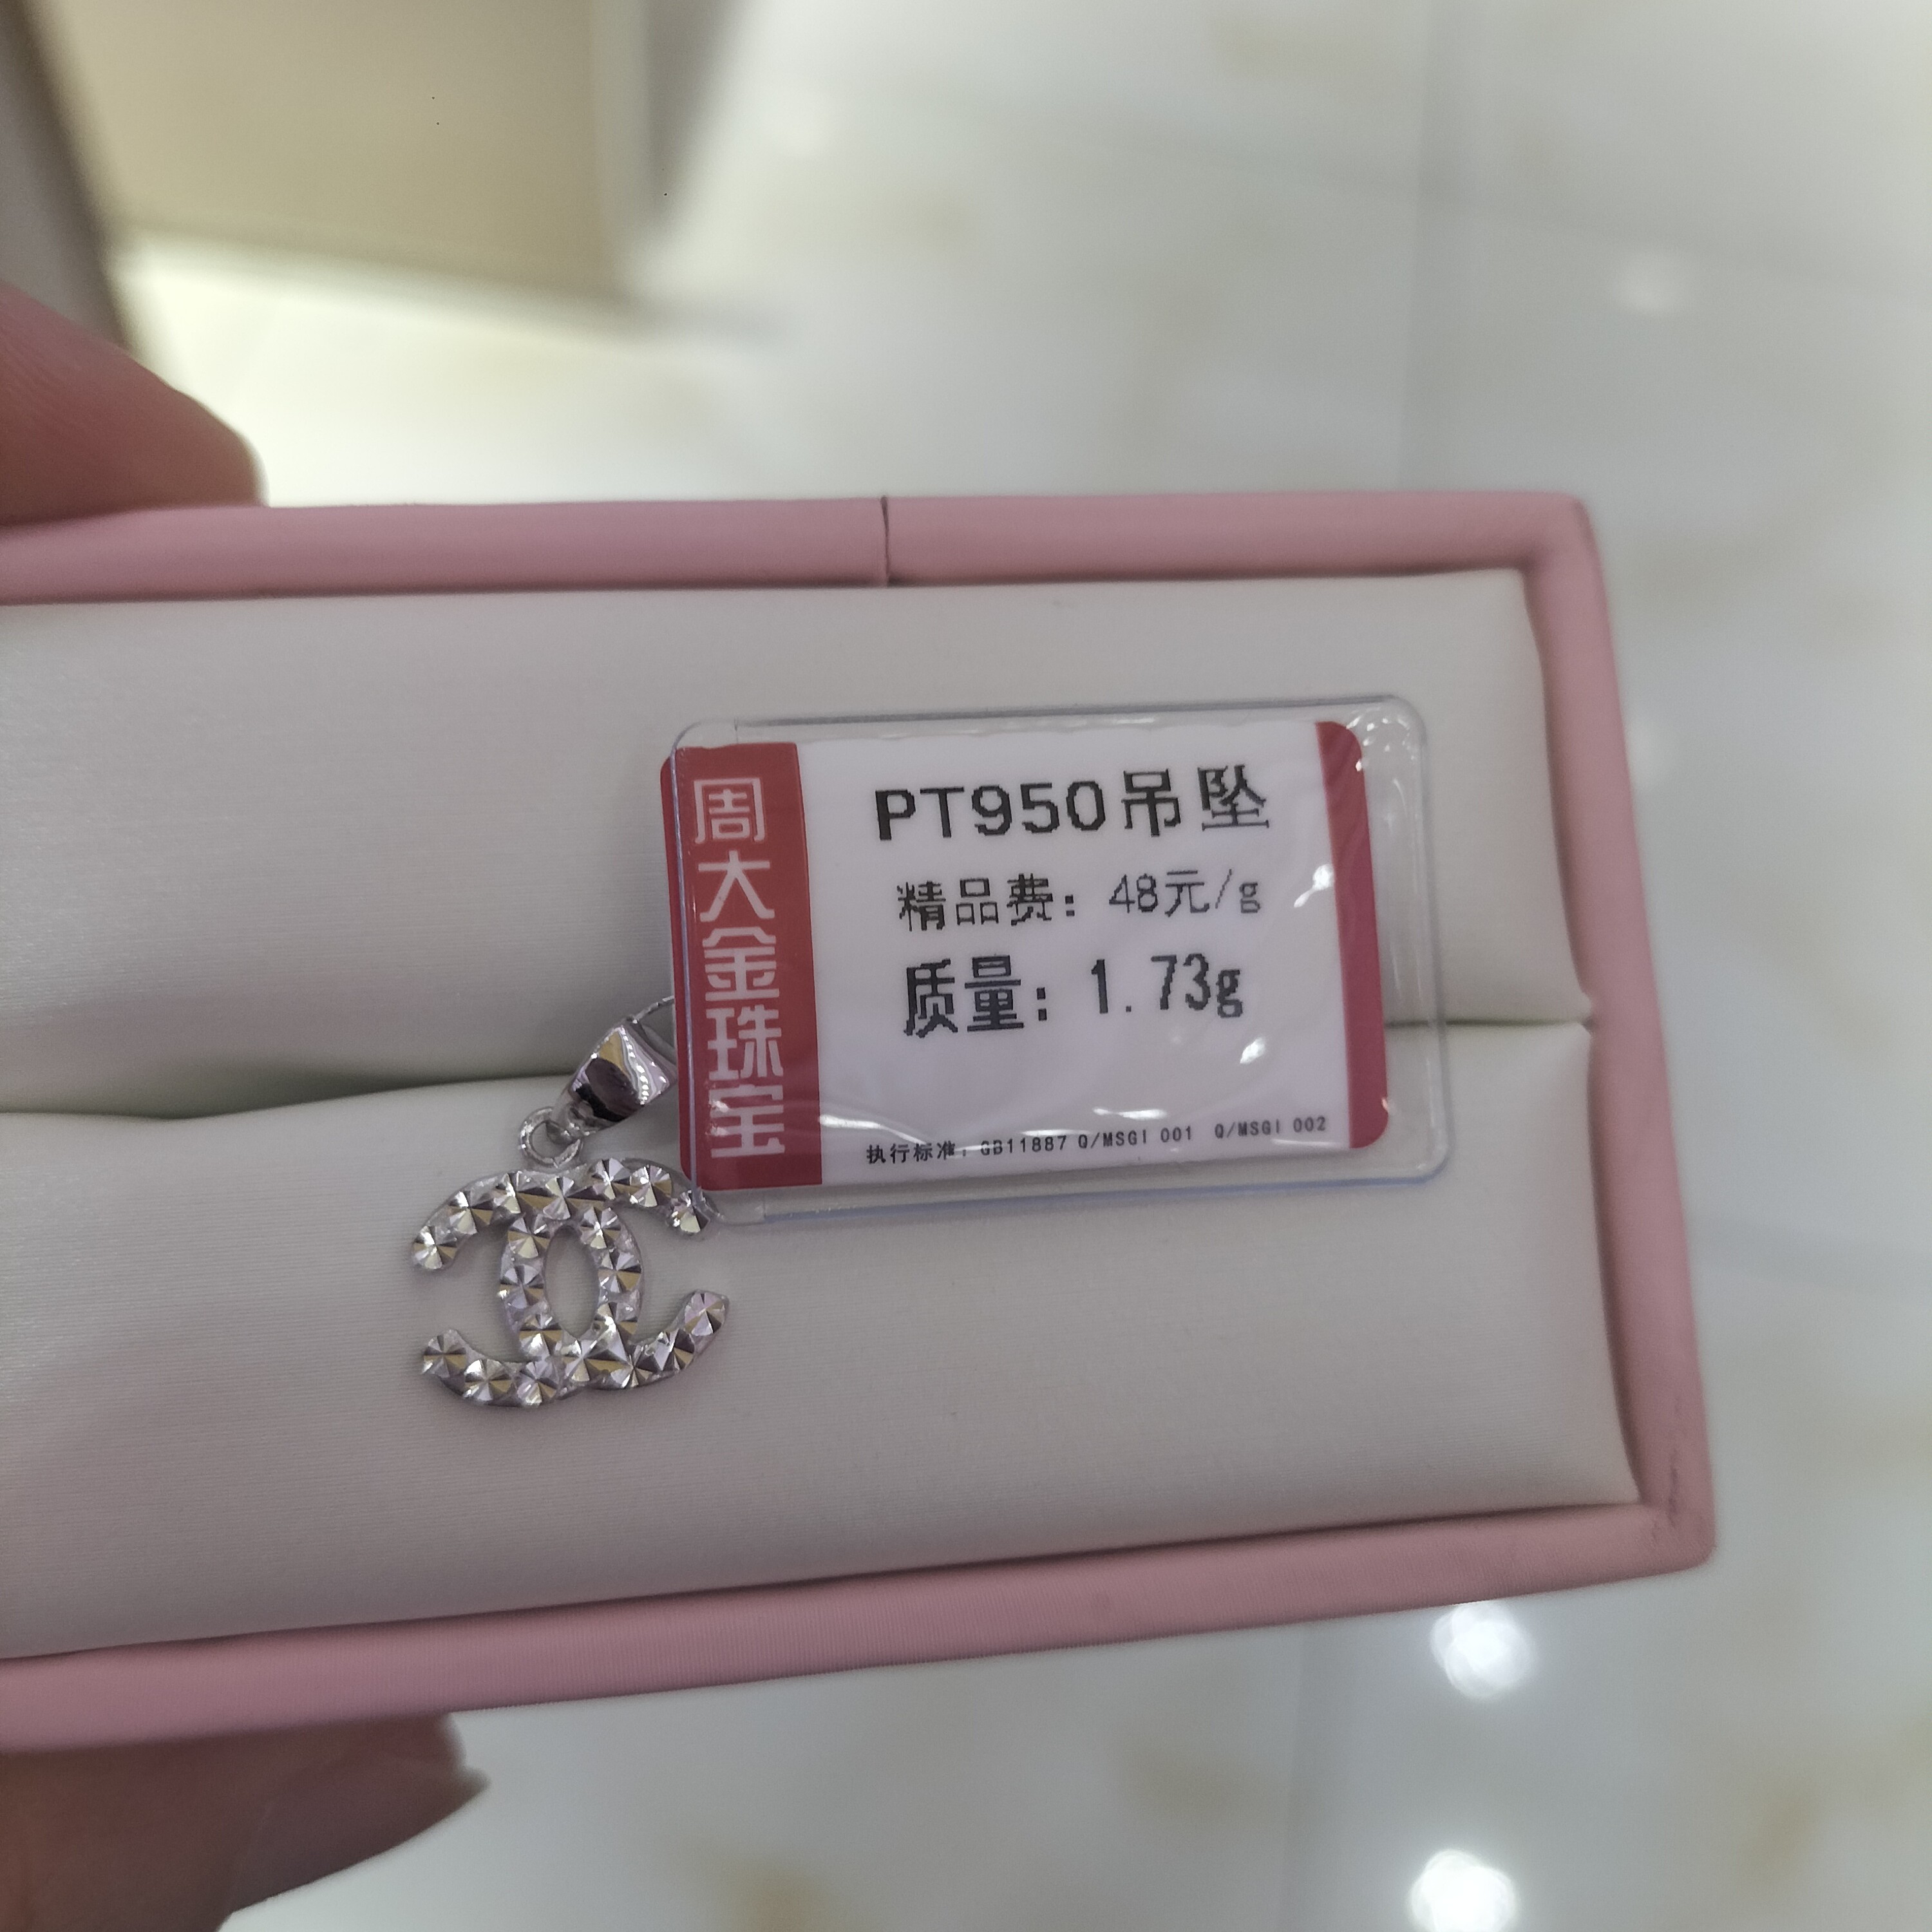 周大金珠宝
PT950吊坠
精品费：48元/g
质量：1.73g
执行标准：GB11887 Q/MSGI 001 Q/MSGI 002